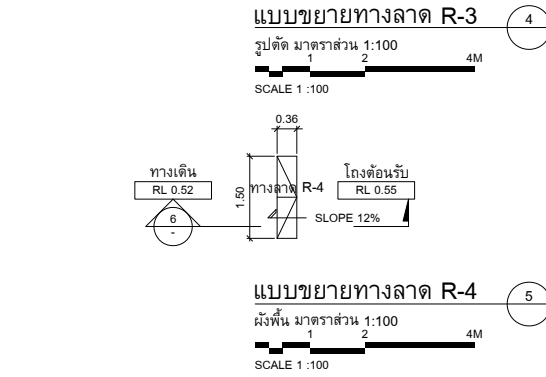 แบบขยายทางลาด R-3
4
รูปตัด มาตราส่วน 1:100
1 2 4M
SCALE 1 :100
0.36
ทางเดิน
RL 0.52
1.50
ทางลาด R-4
โถงต้อนรับ
RL 0.55
6
-
SLOPE 12%
แบบขยายทางลาด R-4
5
ผังพื้น มาตราส่วน 1:100
1 2 4M
SCALE 1 :100